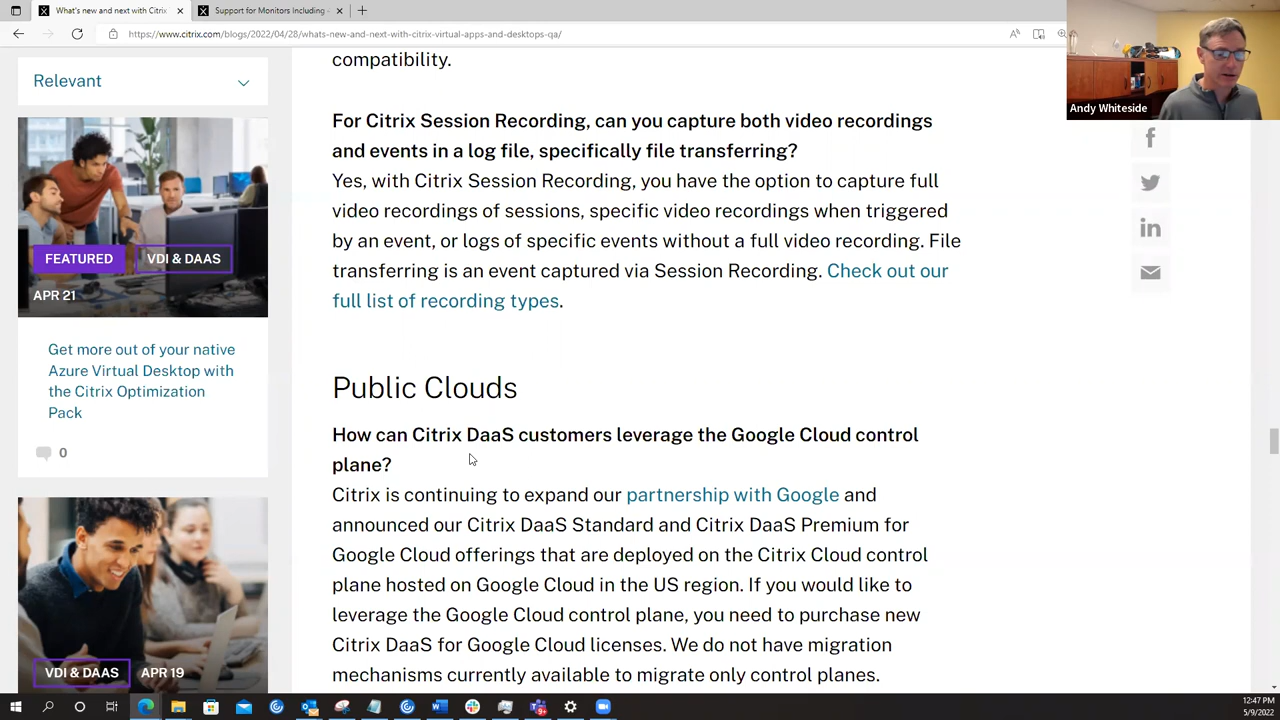 What's new and next with Citrix
Support for Monitors Including -
https://www.citrix.com/blogs/2022/04/28/whats-new-and-next-with-citrix-virtual-apps-and-desktops-qa/
Andy Whiteside
Relevant
FEATURED
VDI & DAAS
APR 21
Get more out of your native
Azure Virtual Desktop with
the Citrix Optimization
Pack
0
VDI & DAAS
APR 19
compatibility.
For Citrix Session Recording, can you capture both video recordings
and events in a log file, specifically file transferring?
Yes, with Citrix Session Recording, you have the option to capture full
video recordings of sessions, specific video recordings when triggered
by an event, or logs of specific events without a full video recording. File
transferring is an event captured via Session Recording. Check out our
full list of recording types.
Public Clouds
How can Citrix DaaS customers leverage the Google Cloud control
plane?
Citrix is continuing to expand our partnership with Google and
announced our Citrix DaaS Standard and Citrix DaaS Premium for
Google Cloud offerings that are deployed on the Citrix Cloud control
plane hosted on Google Cloud in the US region. If you would like to
leverage the Google Cloud control plane, you need to purchase new
Citrix DaaS for Google Cloud licenses. We do not have migration
mechanisms currently available to migrate only control planes.
12:47 PM
5/9/2022